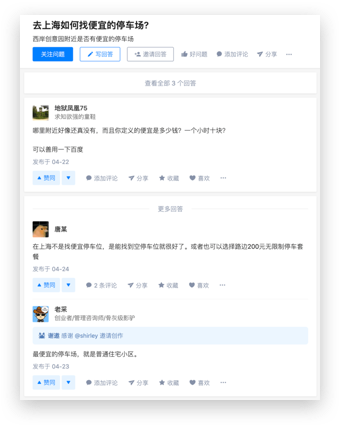 去上海如何找便宜的停车场?
西岸创意园附近是否有便宜的停车场
关注问题 写回答 邀请回答 好问题 添加评论 分享 ···
查看全部 3 个回答
地狱凤凰75
求知欲强的童鞋
哪里附近好像还真没有，而且你定义的便宜是多少钱？一个小时十块？
可以善用一下百度
发布于 04-22
赞同 添加评论 分享 收藏 喜欢 ···
更多回答
唐某
在上海不是找便宜停车位，是能找到空停车位就很好了。或者也可以选择路边200元无限制停车套
餐
发布于 04-24
赞同 2 条评论 分享 收藏 喜欢 ···
老呆
创业者/管理咨询师/骨灰级影驴
谢邀 感谢 @shirley 邀请创作
最便宜的停车场，就是普通住宅小区。
发布于 04-23
赞同 添加评论 分享 收藏 喜欢 ···